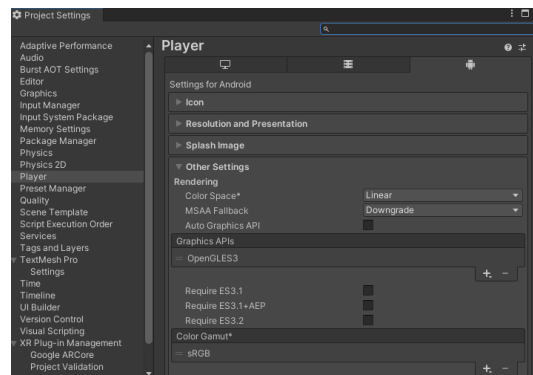 Project Settings
Adaptive Performance
Audio
Burst AOT Settings
Editor
Graphics
Input Manager
Input System Package
Memory Settings
Package Manager
Physics
Physics 2D
Player
Preset Manager
Quality
Scene Template
Script Execution Order
Services
Tags and Layers
TextMesh Pro
Settings
Time
Timeline
UI Builder
Version Control
Visual Scripting
XR Plug-in Management
Google ARCore
Project Validation
Player
Settings for Android
Icon
Resolution and Presentation
Splash Image
Other Settings
Rendering
Color Space* Linear
MSAA Fallback Downgrade
Auto Graphics API
Graphics APIs
= OpenGLES3
+ -
Require ES3.1
Require ES3.1+AEP
Require ES3.2
Color Gamut*
= sRGB
+ -